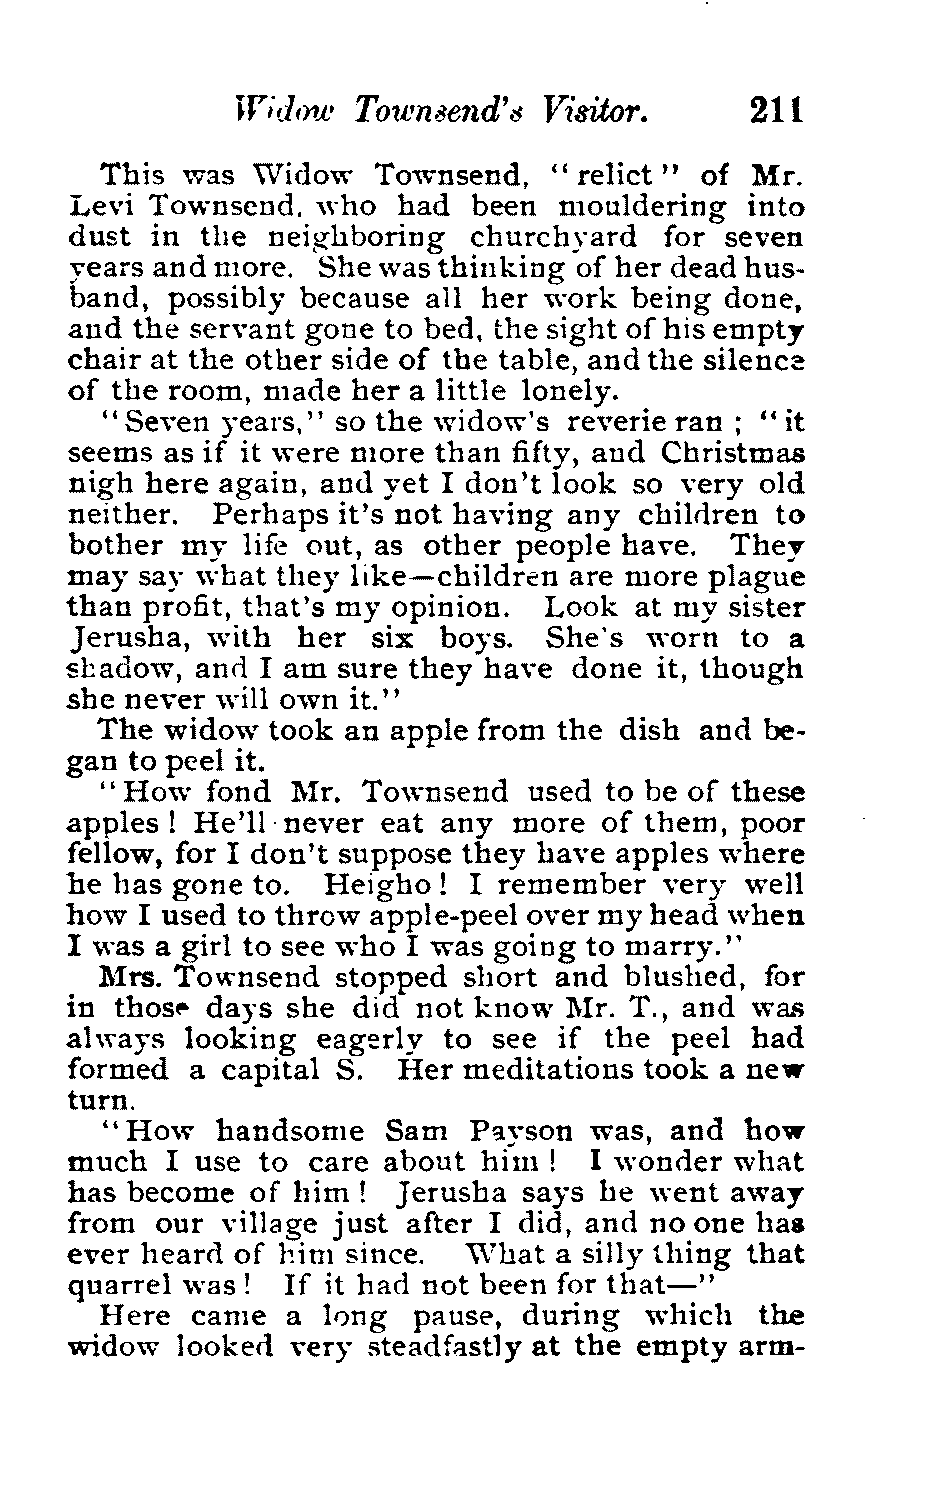 Widow Townsend's Visitor. 211
This was Widow Townsend, "relict" of Mr.
Levi Townsend, who had been mouldering into
dust in the neighboring churchyard for seven
years and more. She was thinking of her dead hus-
band, possibly because all her work being done,
and the servant gone to bed, the sight of his empty
chair at the other side of the table, and the silence
of the room, made her a little lonely.
"Seven years," so the widow's reverie ran ; "it
seems as if it were more than fifty, and Christmas
nigh here again, and yet I don't look so very old
neither. Perhaps it's not having any children to
bother my life out, as other people have. They
may say what they like—children are more plague
than profit, that's my opinion. Look at my sister
Jerusha, with her six boys. She's worn to a
shadow, and I am sure they have done it, though
she never will own it."
The widow took an apple from the dish and be-
gan to peel it.
"How fond Mr. Townsend used to be of these
apples ! He'll never eat any more of them, poor
fellow, for I don't suppose they have apples where
he has gone to. Heigho ! I remember very well
how I used to throw apple-peel over my head when
I was a girl to see who I was going to marry."
Mrs. Townsend stopped short and blushed, for
in those days she did not know Mr. T., and was
always looking eagerly to see if the peel had
formed a capital S. Her meditations took a new
turn.
"How handsome Sam Payson was, and how
much I use to care about him ! I wonder what
has become of him ! Jerusha says he went away
from our village just after I did, and no one has
ever heard of him since. What a silly thing that
quarrel was ! If it had not been for that—"
Here came a long pause, during which the
widow looked very steadfastly at the empty arm-